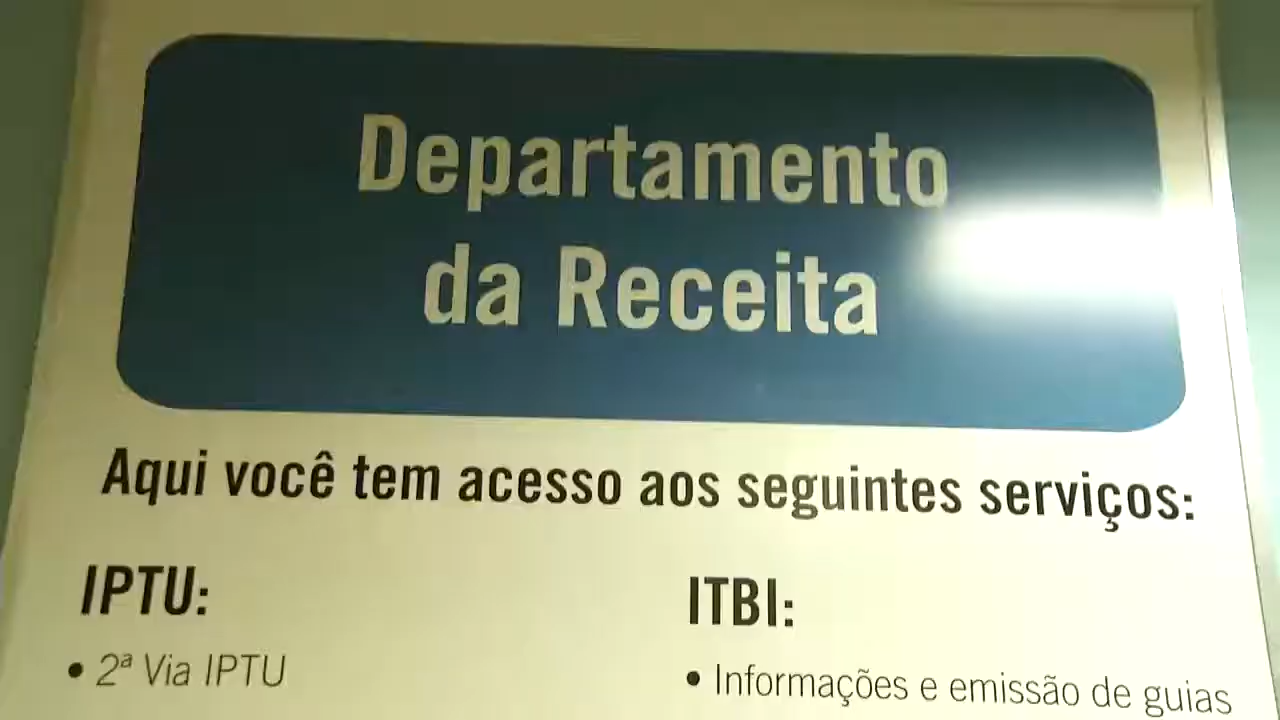 Departamento
da Receita
Aqui você tem acesso aos seguintes serviços:
IPTU:
• 2ª Via IPTU
ITBI:
• Informações e emissão de guias